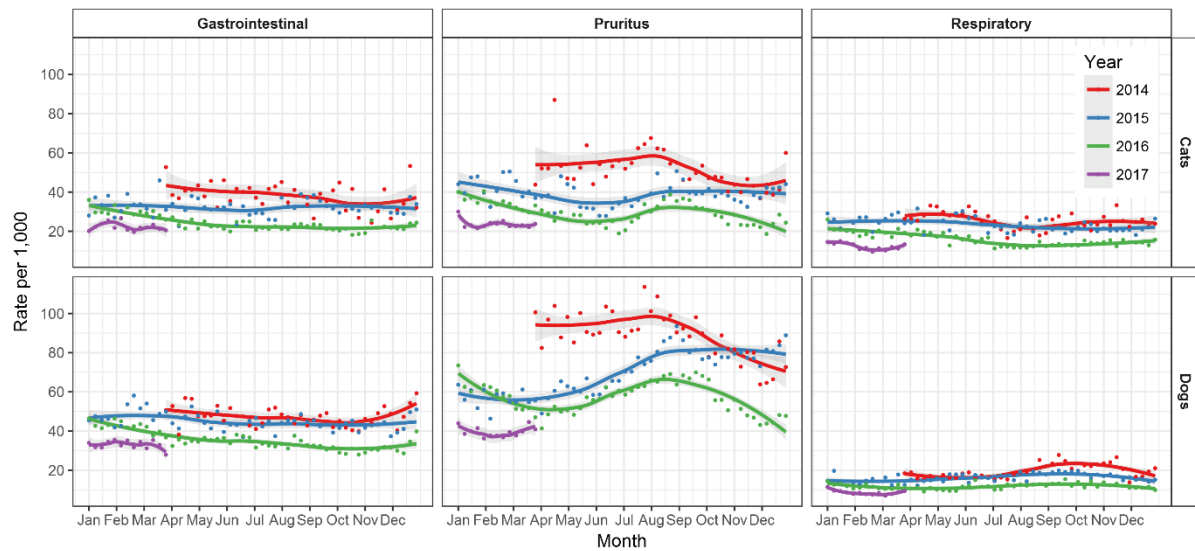 Gastrointestinal Pruritus Respiratory
Year
2014
2015
2016
2017
Cats
100
80
60
40
20
Rate per 1,000
Dogs
100
80
60
40
20
Jan Feb Mar Apr May Jun Jul Aug Sep Oct Nov Dec Jan Feb Mar Apr May Jun Jul Aug Sep Oct Nov Dec Jan Feb Mar Apr May Jun Jul Aug Sep Oct Nov Dec
Month